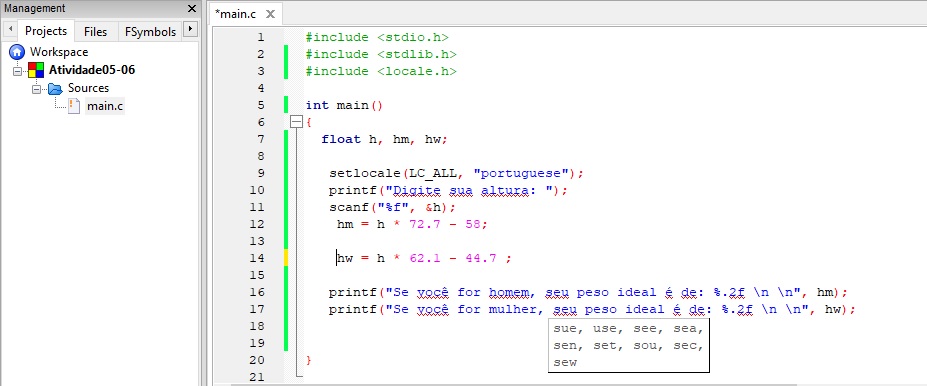 Management
*main.c
Projects
Files
FSymbols
Workspace
Atividade05-06
Sources
main.c
1 #include <stdio.h>
2 #include <stdlib.h>
3 #include <locale.h>
4
5 int main()
6 {
7 float h, hm, hw;
8
9 setlocale(LC_ALL, "portuguese");
10 printf("Digite sua altura: ");
11 scanf("%f", &h);
12 hm = h * 72.7 - 58;
13
14 hw = h * 62.1 - 44.7 ;
15
16 printf("Se você for homem, seu peso ideal é de: %.2f \n \n", hm);
17 printf("Se você for mulher, seu peso ideal é de: %.2f \n \n", hw);
18
19
20 }
21
sue, use, see, sea,
sen, set, sou, sec,
sew